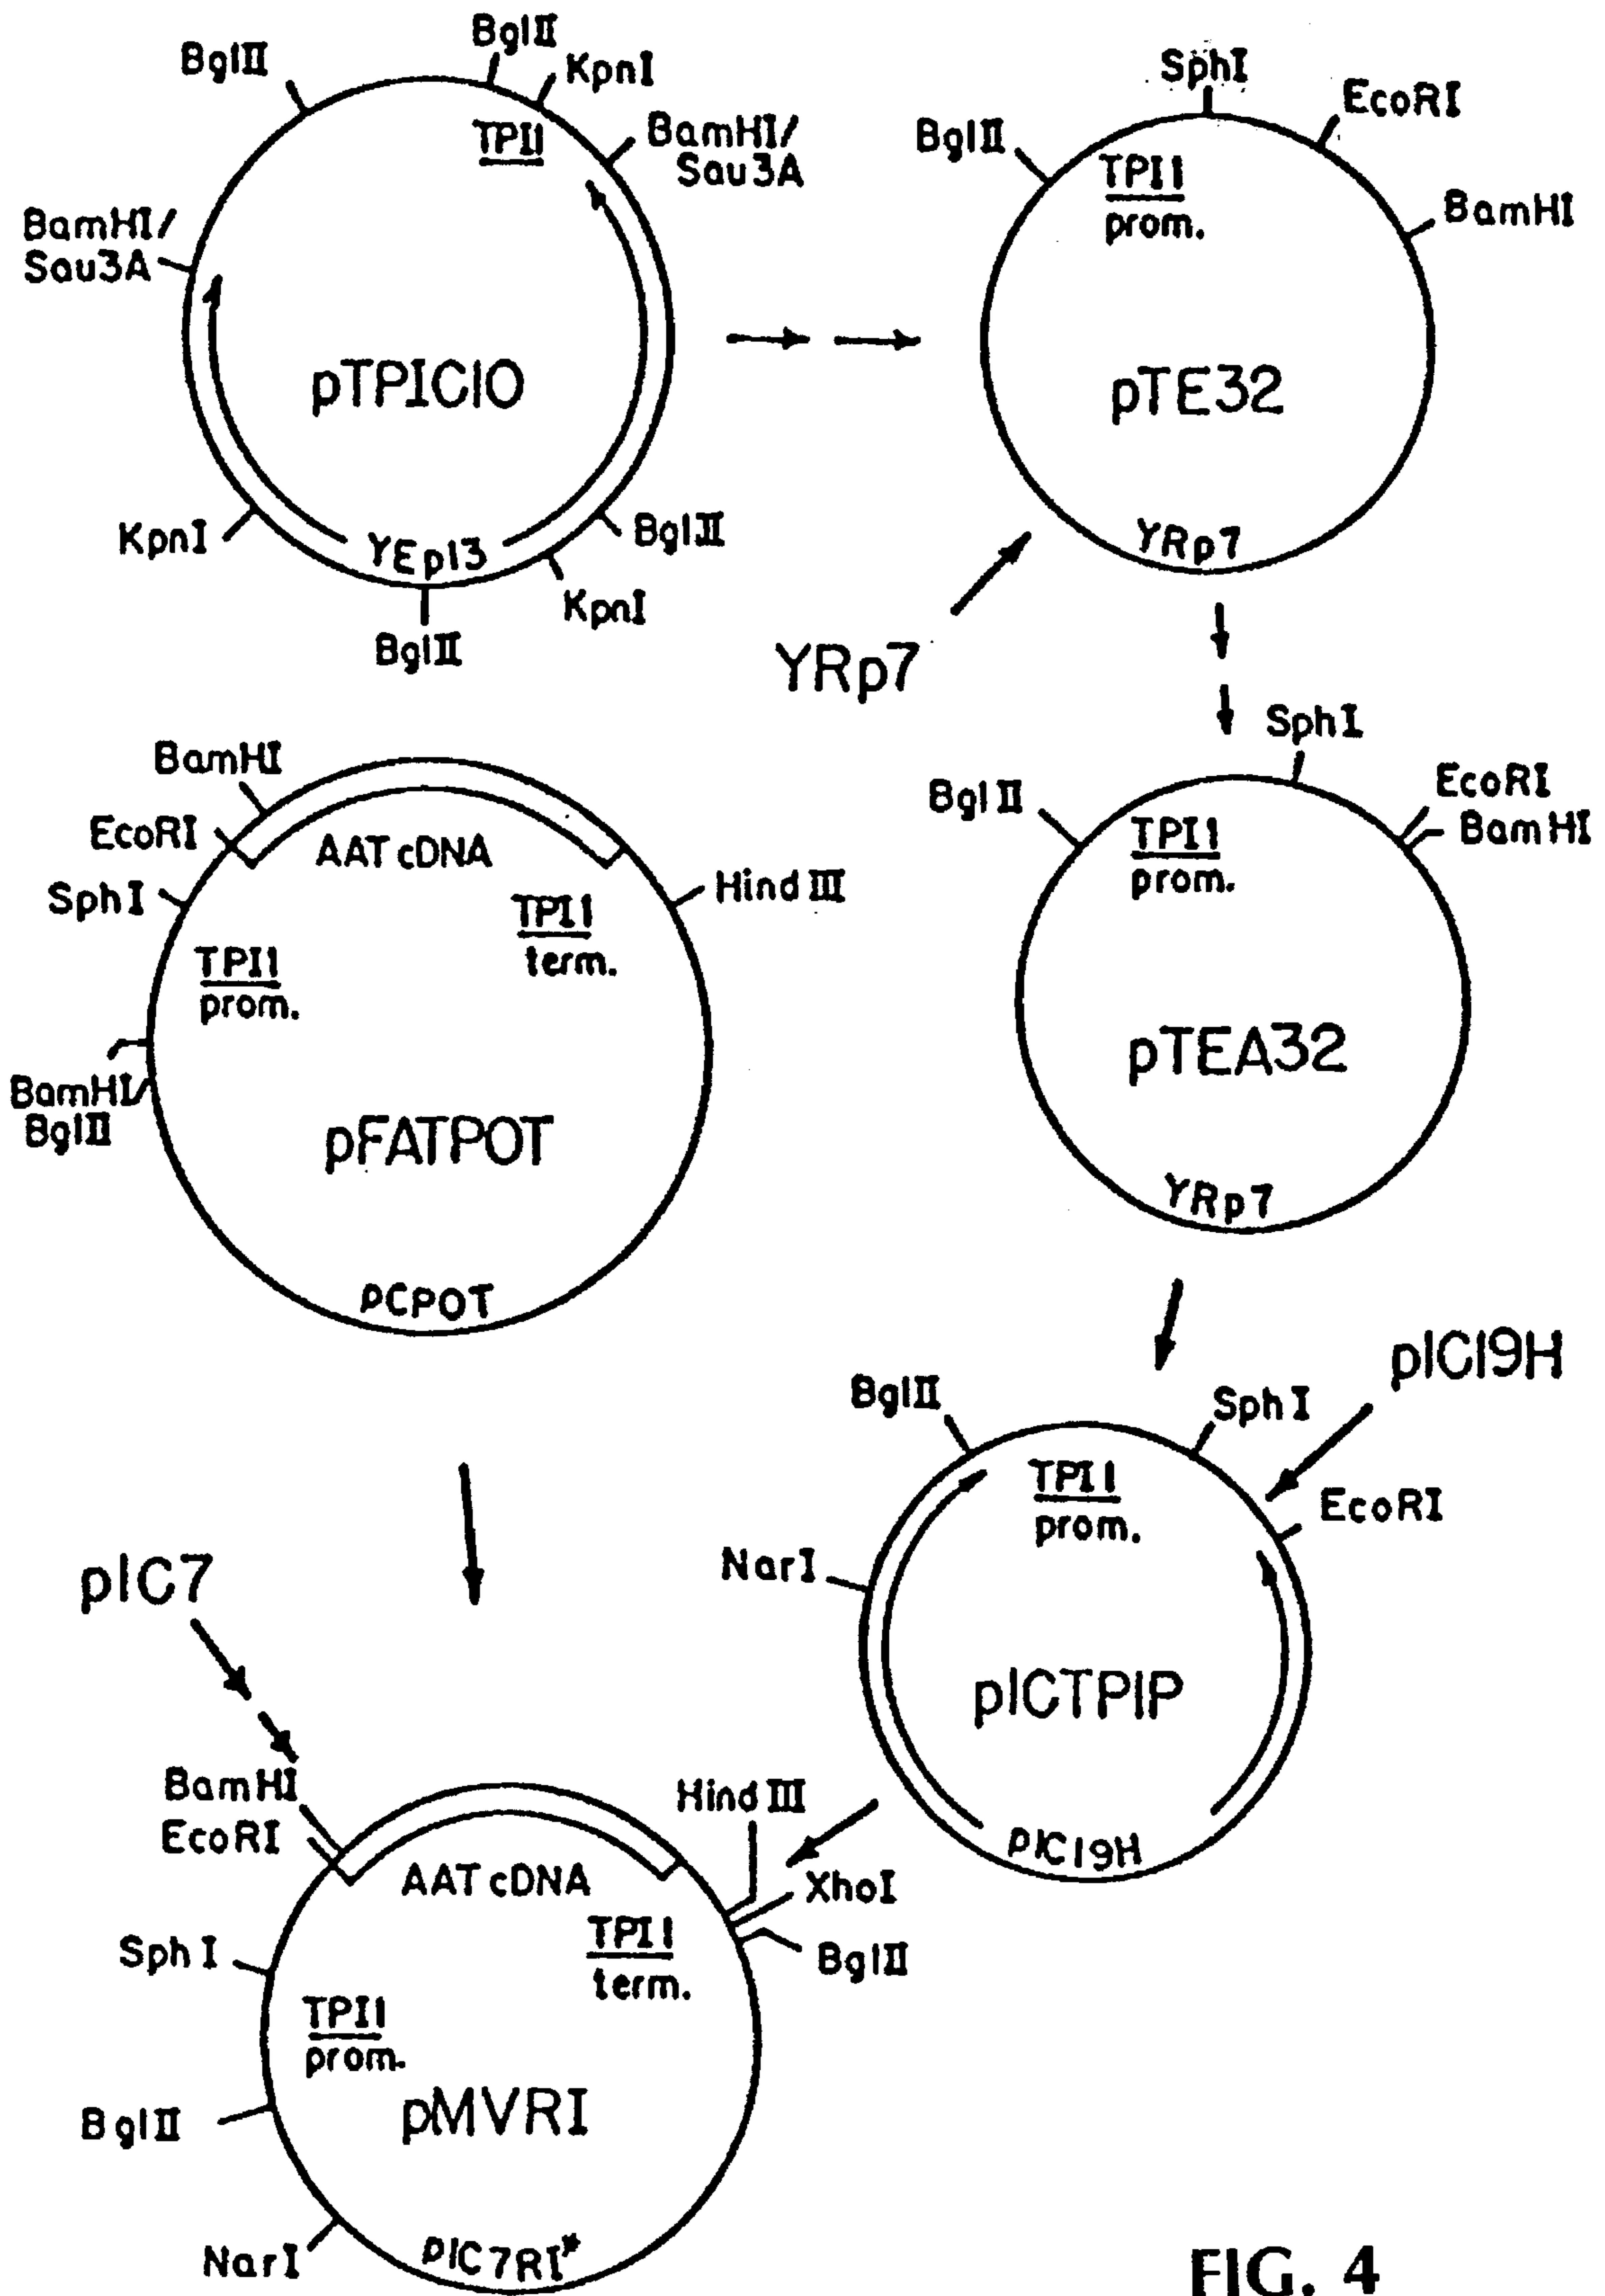 BglII
BglII
KpnI
TPI1
BamHI/
Sau3A
BamHI/
Sau3A
pTPIC10
KpnI
YEp13
BglII
KpnI
BglII
SphI
EcoRI
BglII
TPI1
prom.
BamHI
pTE32
YRp7
YRp7
BamHI
EcoRI
AAT cDNA
SphI
HindIII
TPI1
term.
TPI1
prom.
BamHI/
BglII
pFATPOT
pCPOT
SphI
BglII
EcoRI
BamHI
TPI1
prom.
pTEA32
YRp7
pIC19H
BglII
SphI
TPI1
prom.
EcoRI
NarI
pICTPIP
pIC19H
pIC7
BamHI
EcoRI
HindIII
AAT cDNA
XhoI
TPI1
term.
BglII
SphI
TPI1
prom.
pMVRI
BglII
NarI
pIC7RI*
FIG. 4